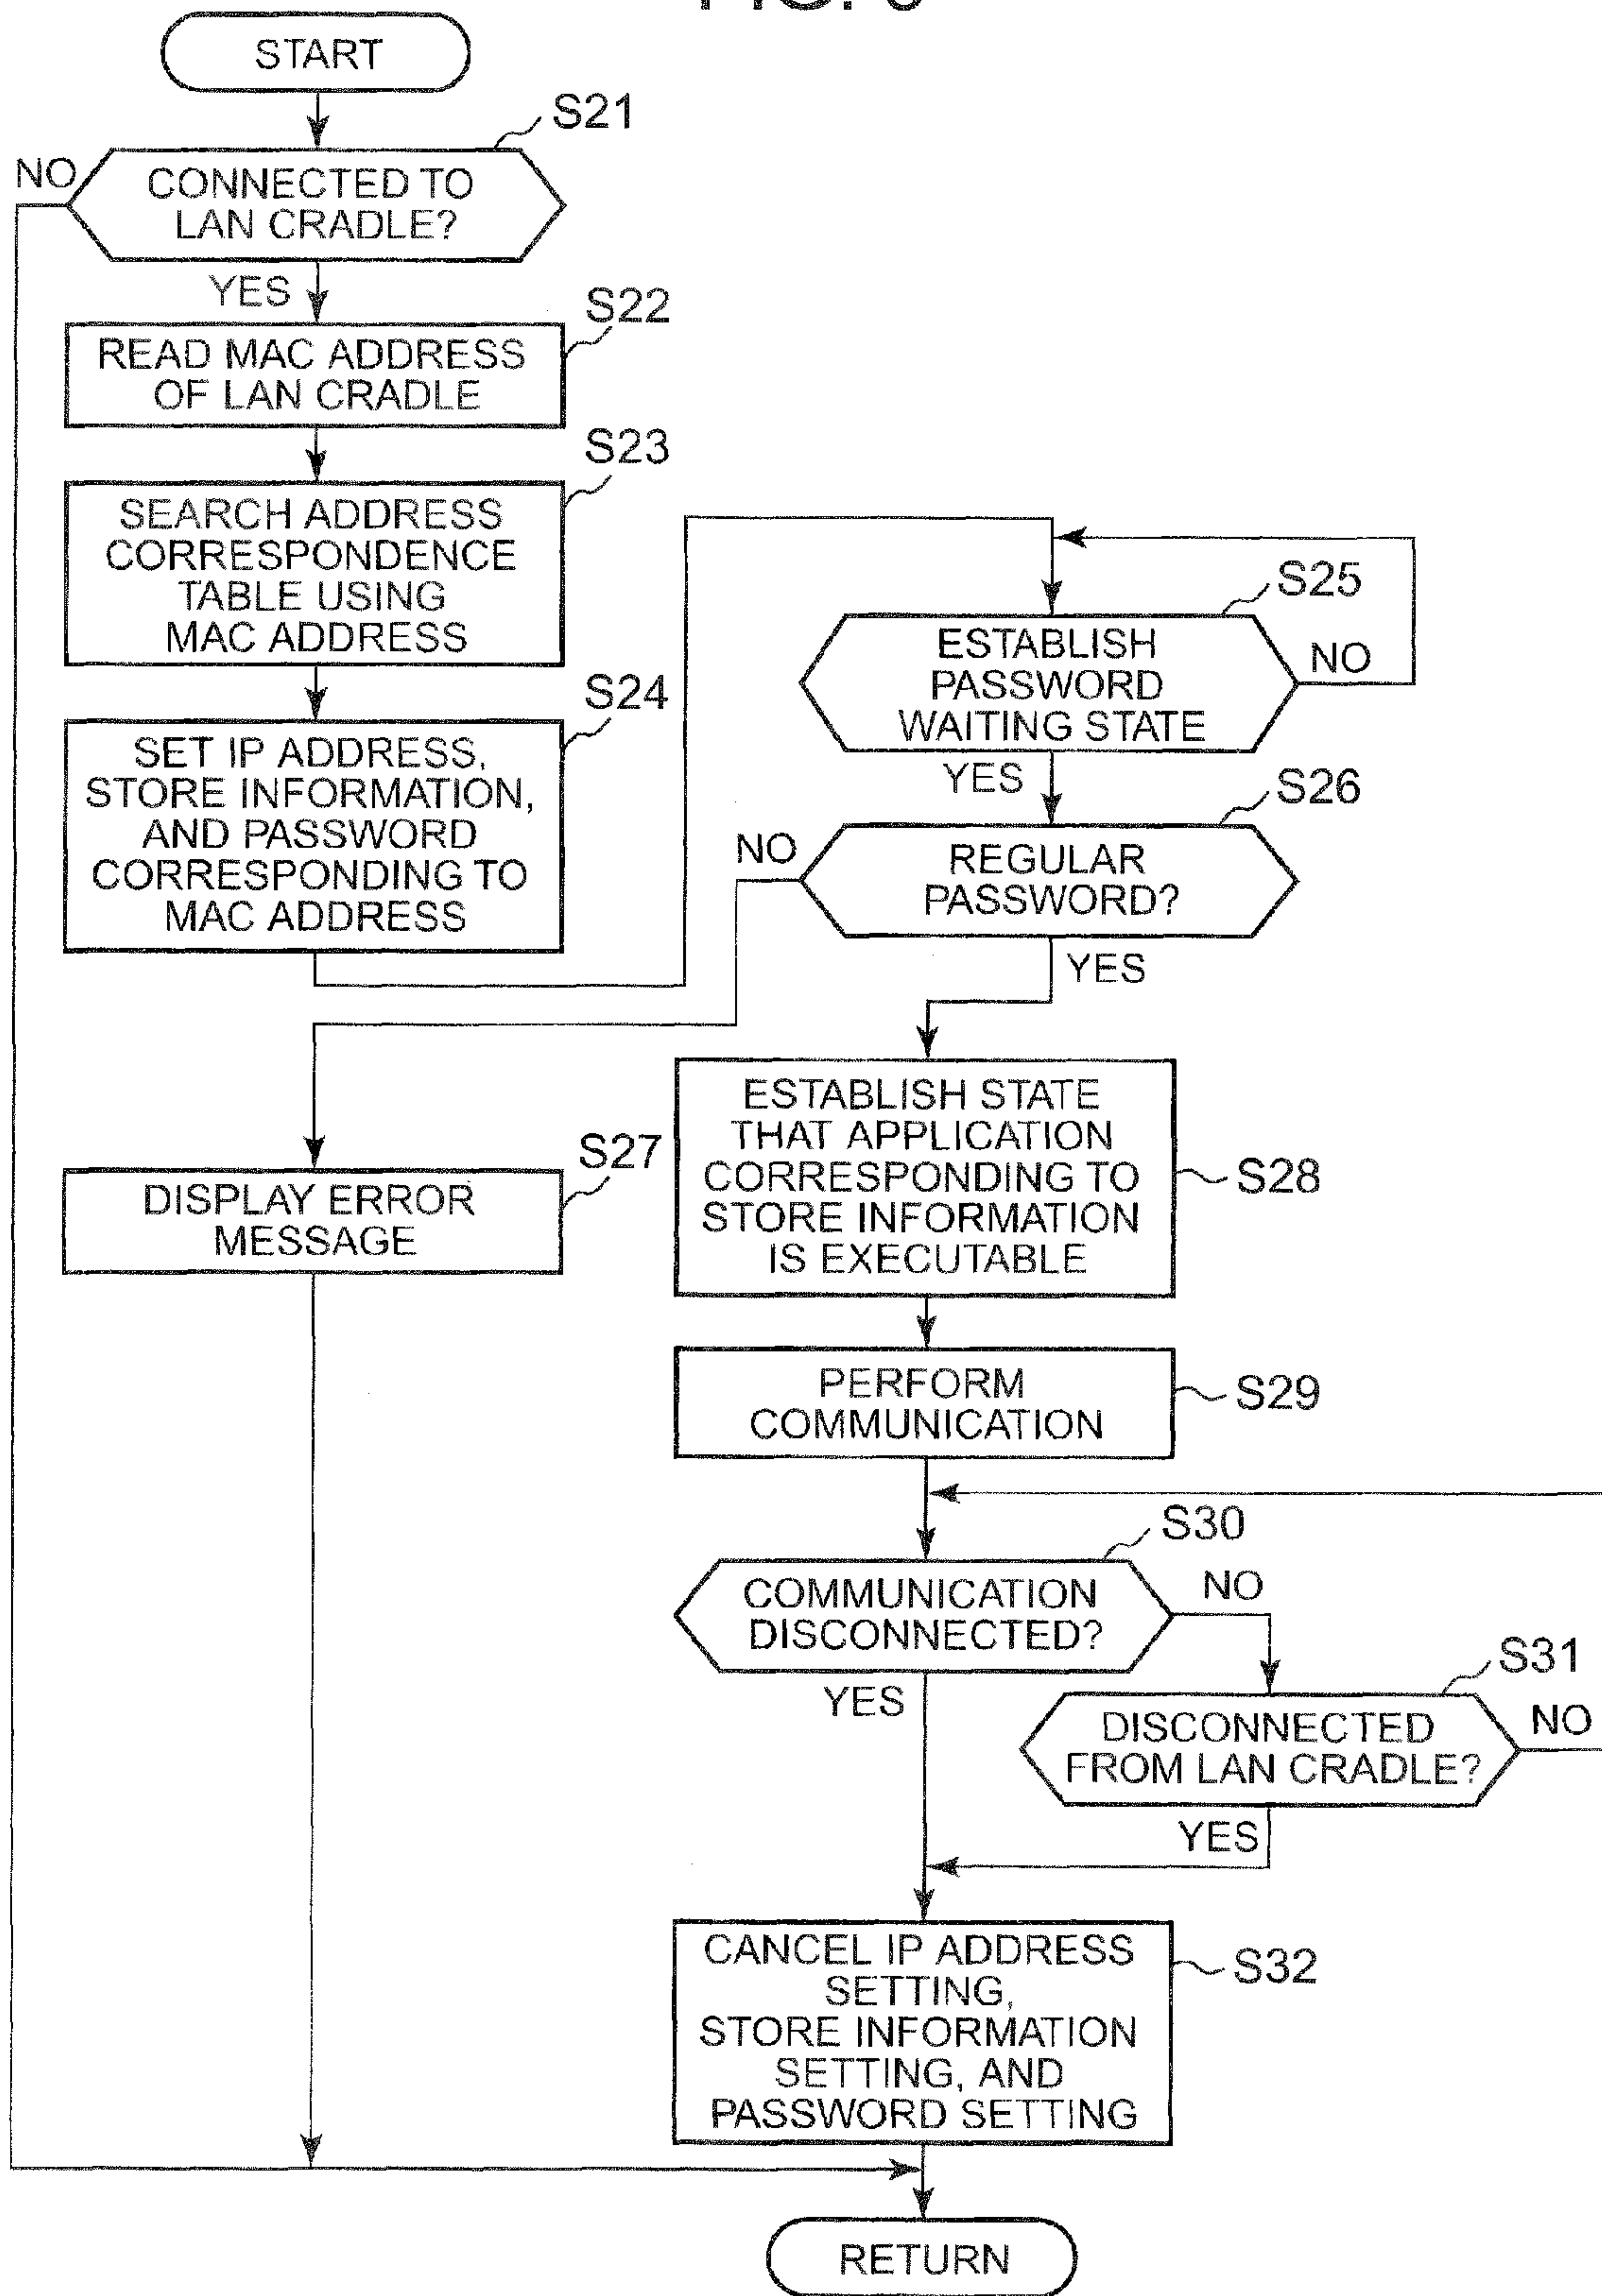 START
S21
NO
CONNECTED TO
LAN CRADLE?
YES
S22
READ MAC ADDRESS
OF LAN CRADLE
S23
SEARCH ADDRESS
CORRESPONDENCE
TABLE USING
MAC ADDRESS
S24
SET IP ADDRESS,
STORE INFORMATION,
AND PASSWORD
CORRESPONDING TO
MAC ADDRESS
S25
ESTABLISH
PASSWORD
WAITING STATE
NO
YES
S26
NO
REGULAR
PASSWORD?
YES
S27
DISPLAY ERROR
MESSAGE
ESTABLISH STATE
THAT APPLICATION
CORRESPONDING TO
STORE INFORMATION
IS EXECUTABLE
S28
PERFORM
COMMUNICATION
S29
S30
COMMUNICATION
DISCONNECTED?
NO
YES
S31
DISCONNECTED
FROM LAN CRADLE?
NO
YES
CANCEL IP ADDRESS
SETTING,
STORE INFORMATION
SETTING, AND
PASSWORD SETTING
S32
RETURN